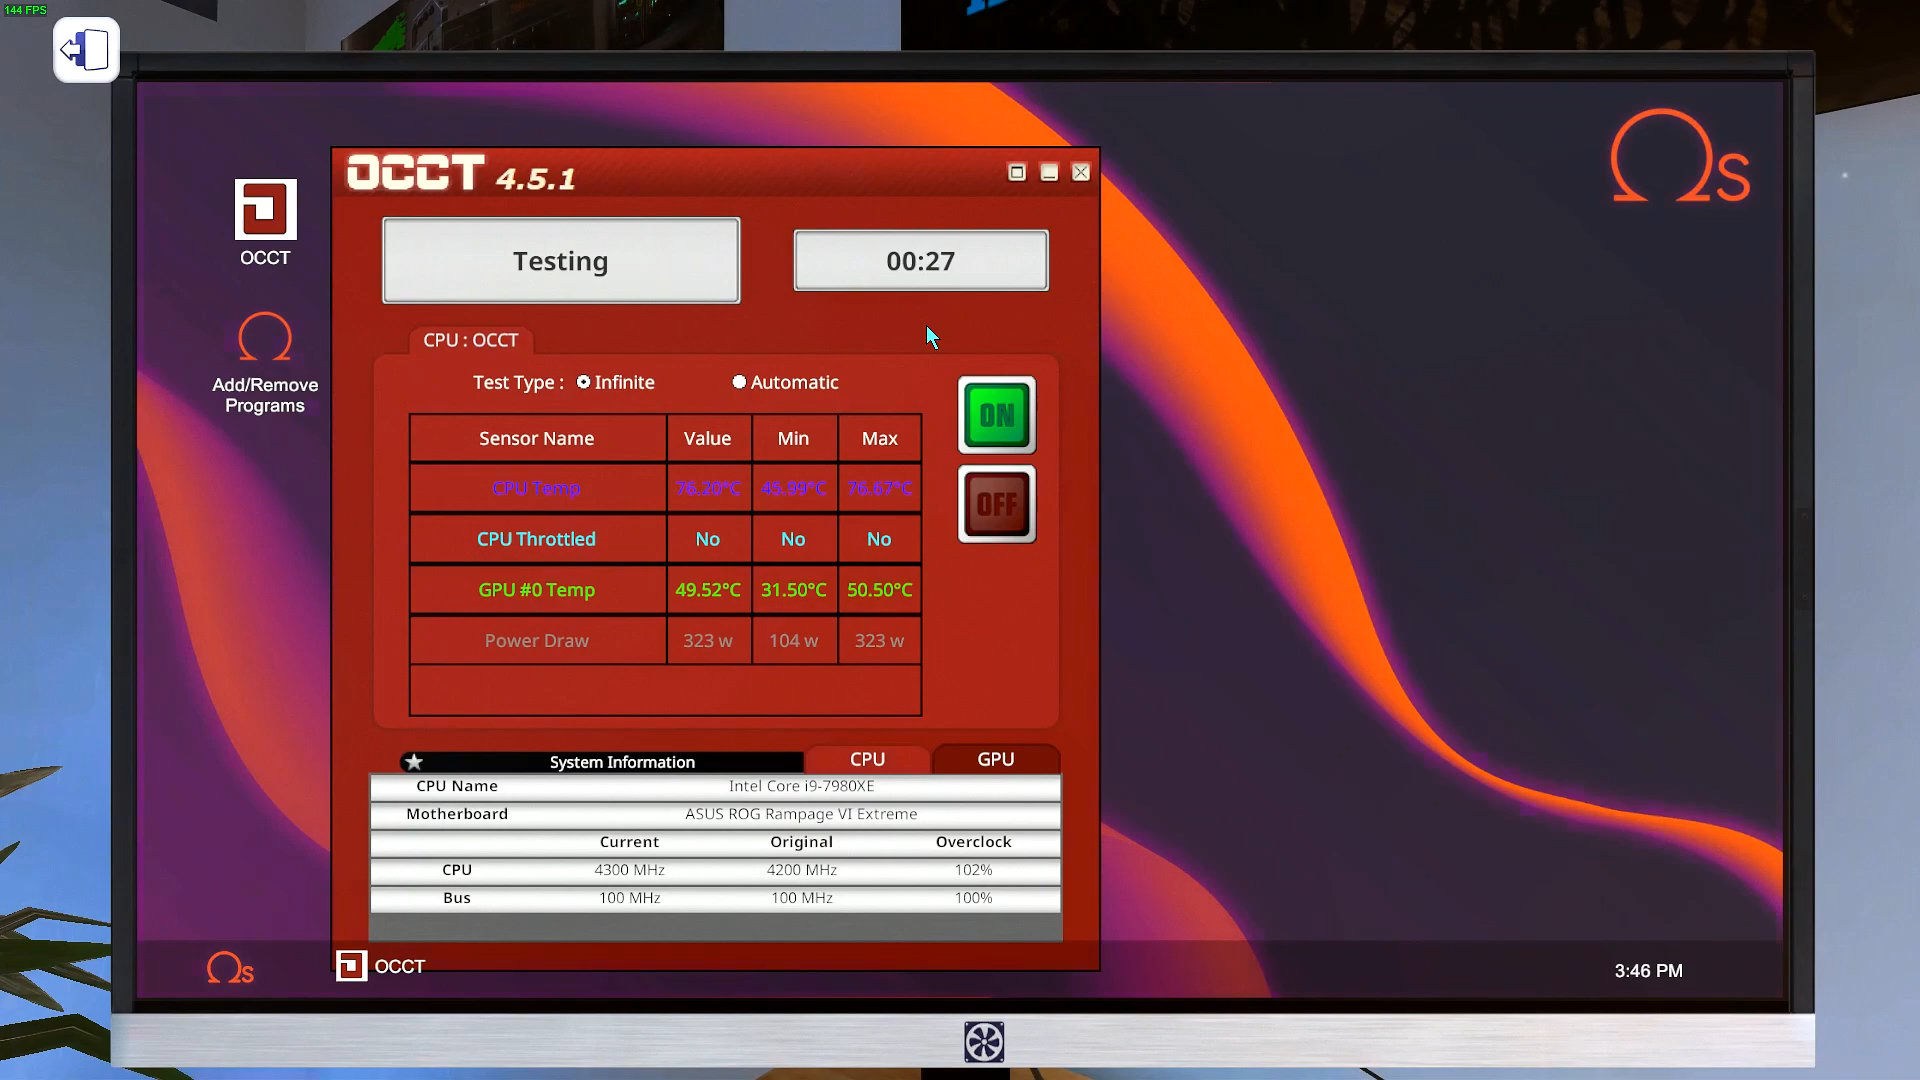 144 FPS
Ωs
OCCT 4.5.1
Testing
00:27
OCCT
Add/Remove
Programs
CPU : OCCT
Test Type : Infinite Automatic
ON
OFF
Sensor Name Value Min Max
CPU Temp 76.20°C 45.99°C 76.67°C
CPU Throttled No No No
GPU #0 Temp 49.52°C 31.50°C 50.50°C
Power Draw 323 w 104 w 323 w
System Information CPU GPU
CPU Name Intel Core i9-7980XE
Motherboard ASUS ROG Rampage VI Extreme
Current Original Overclock
CPU 4300 MHz 4200 MHz 102%
Bus 100 MHz 100 MHz 100%
Ωs
OCCT
3:46 PM